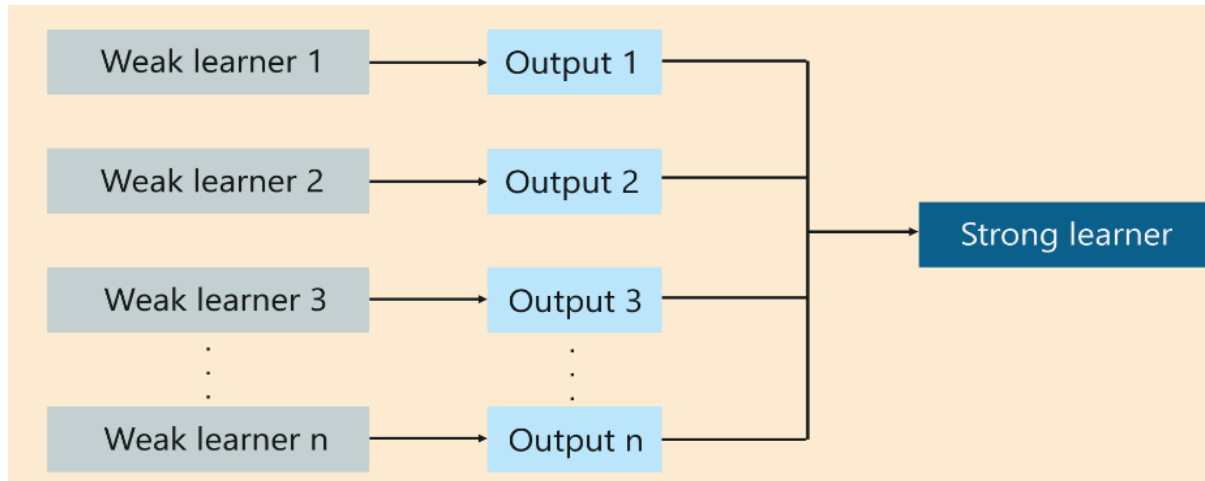 Weak learner 1
Output 1
Weak learner 2
Output 2
Strong learner
Weak learner 3
Output 3
Weak learner n
Output n